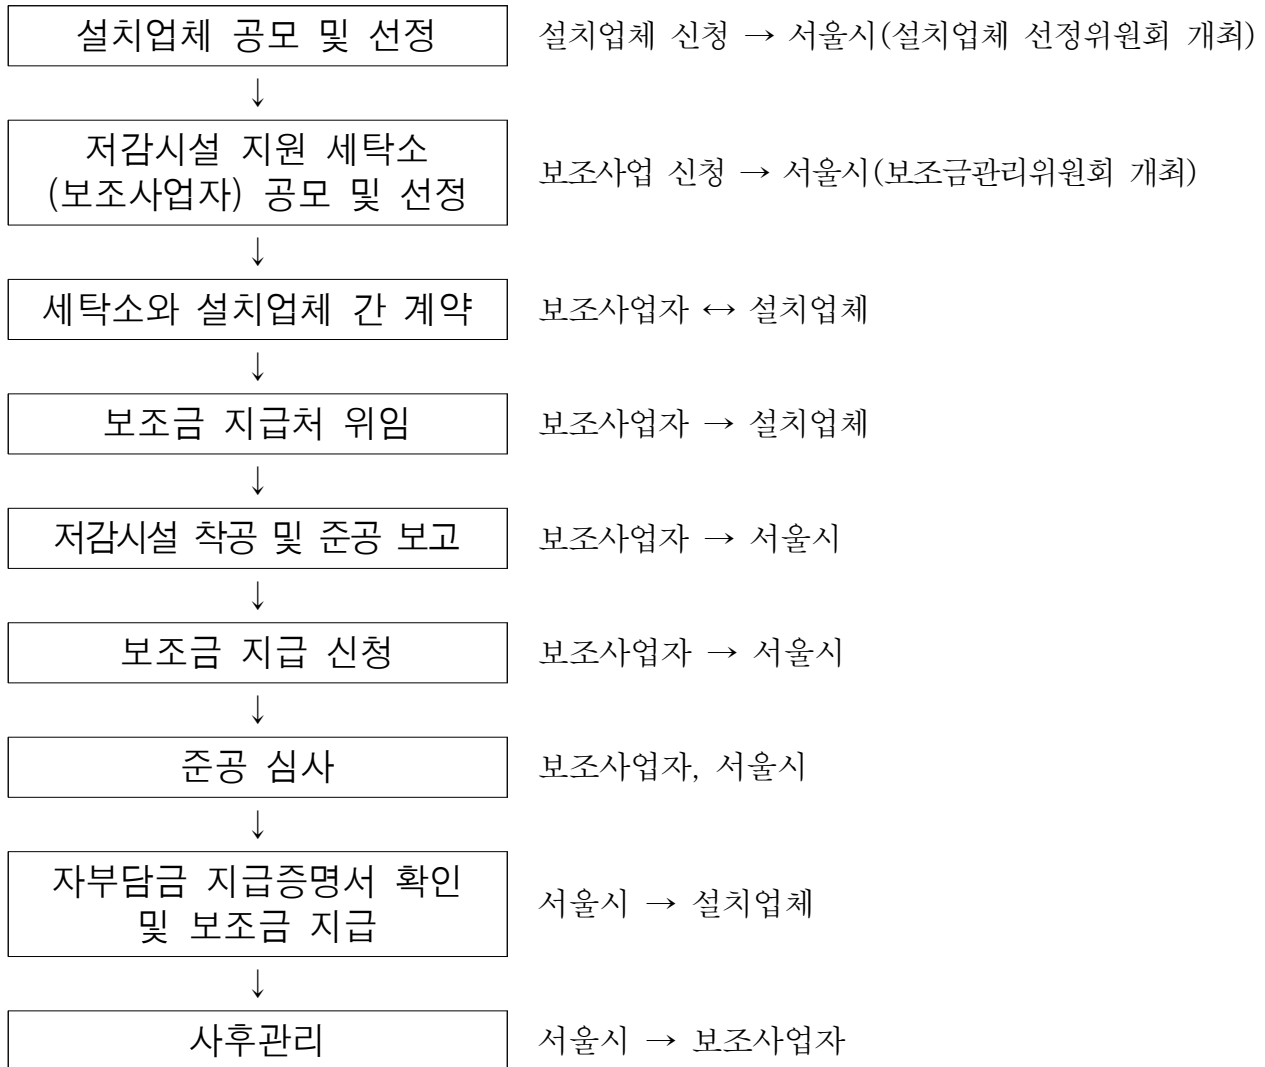 설치업체 공모 및 선정
설치업체 신청 → 서울시(설치업체 선정위원회 개최)
↓
저감시설 지원 세탁소
(보조사업자) 공모 및 선정
보조사업 신청 → 서울시(보조금관리위원회 개최)
↓
세탁소와 설치업체 간 계약
보조사업자 ↔ 설치업체
↓
보조금 지급처 위임
보조사업자 → 설치업체
↓
저감시설 착공 및 준공 보고
보조사업자 → 서울시
↓
보조금 지급 신청
보조사업자 → 서울시
↓
준공 심사
보조사업자, 서울시
↓
자부담금 지급증명서 확인
및 보조금 지급
서울시 → 설치업체
↓
사후관리
서울시 → 보조사업자